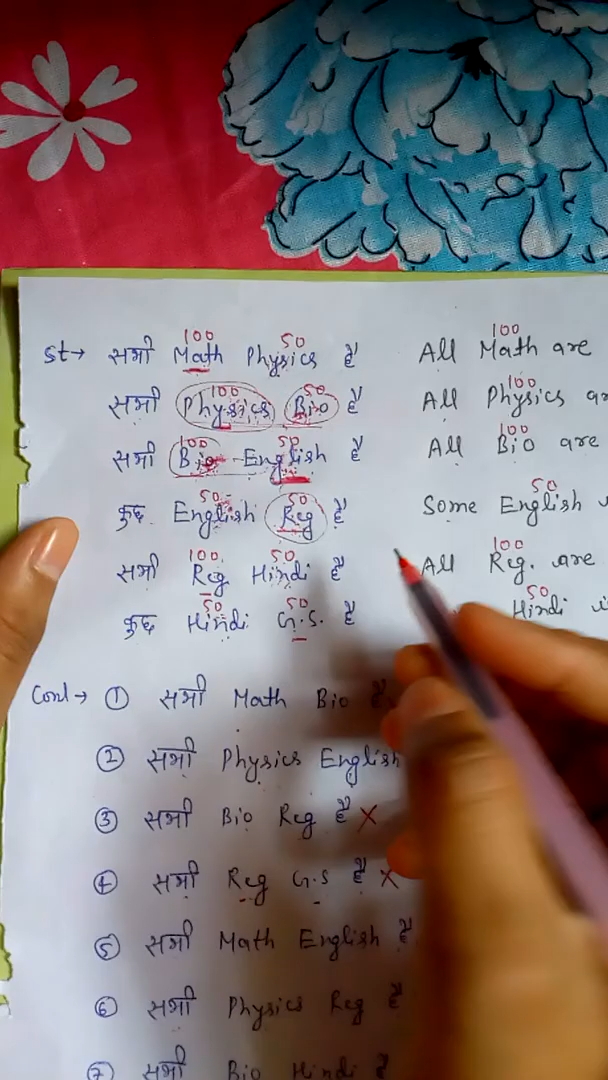 100 50 100
St→ सभी Math Physics है All Math are
100 50 100
सभी Physics Bio है All Physics ar
100 50 100
सभी Bio English है All Bio are
50 50 50
कुछ English Reg है Some English
100 50 100
सभी Reg Hindi है All Reg. are
50 50 50
कुछ Hindi G.S. है Hindi
Conl→ ① सभी Math Bio है
② सभी Physics English
③ सभी Bio Reg है ✗
④ सभी Reg G.S है ✗
⑤ सभी Math English है
⑥ सभी Physics Reg है
⑦ सभी Bio Hindi है